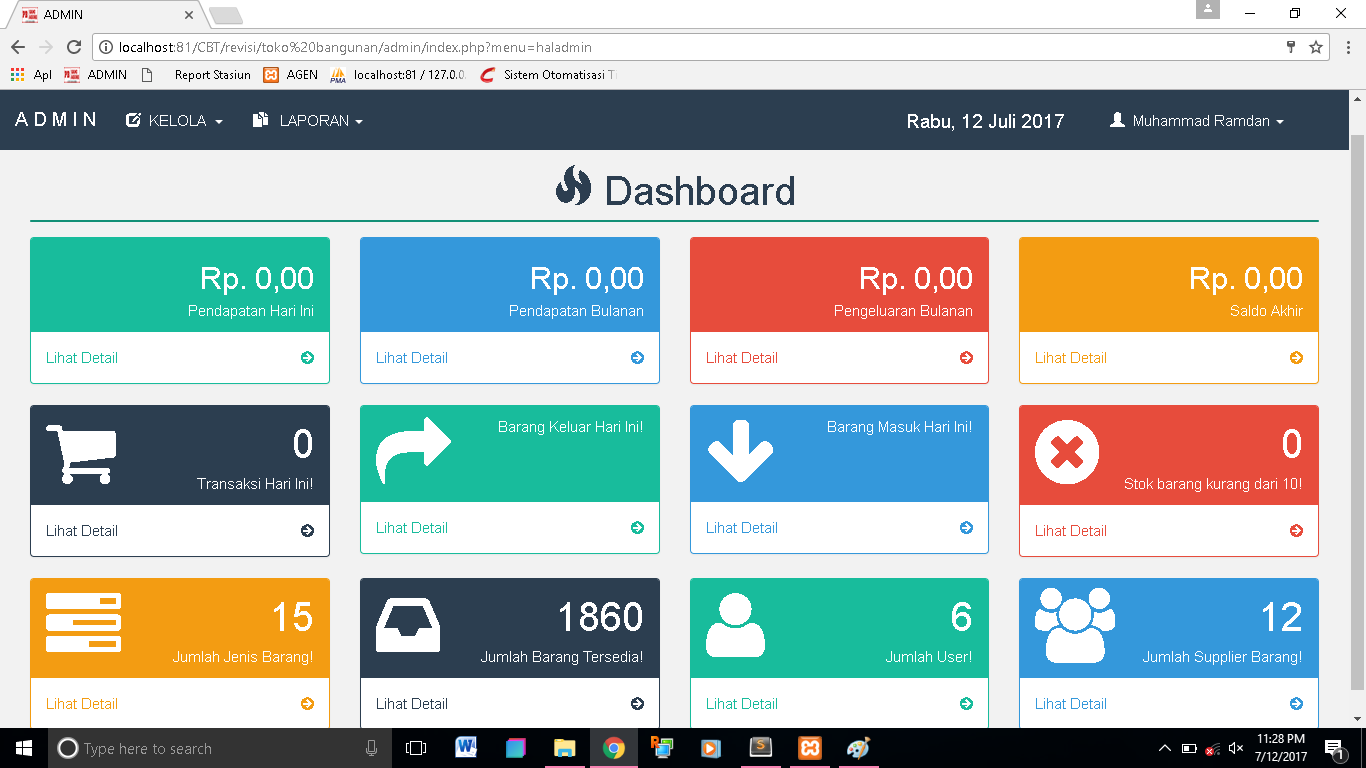 ADMIN
localhost:81/CBT/revisi/toko%20bangunan/admin/index.php?menu=haladmin
Apl ADMIN Report Stasiun AGEN localhost:81 / 127.0.0. Sistem Otomatisasi Ti
ADMIN KELOLA LAPORAN Rabu, 12 Juli 2017 Muhammad Ramdan
Dashboard
Rp. 0,00
Pendapatan Hari Ini
Lihat Detail
Rp. 0,00
Pendapatan Bulanan
Lihat Detail
Rp. 0,00
Pengeluaran Bulanan
Lihat Detail
Rp. 0,00
Saldo Akhir
Lihat Detail
0
Transaksi Hari Ini!
Lihat Detail
Barang Keluar Hari Ini!
Lihat Detail
Barang Masuk Hari Ini!
Lihat Detail
0
Stok barang kurang dari 10!
Lihat Detail
15
Jumlah Jenis Barang!
Lihat Detail
1860
Jumlah Barang Tersedia!
Lihat Detail
6
Jumlah User!
Lihat Detail
12
Jumlah Supplier Barang!
Lihat Detail
Type here to search
11:28 PM
7/12/2017
1